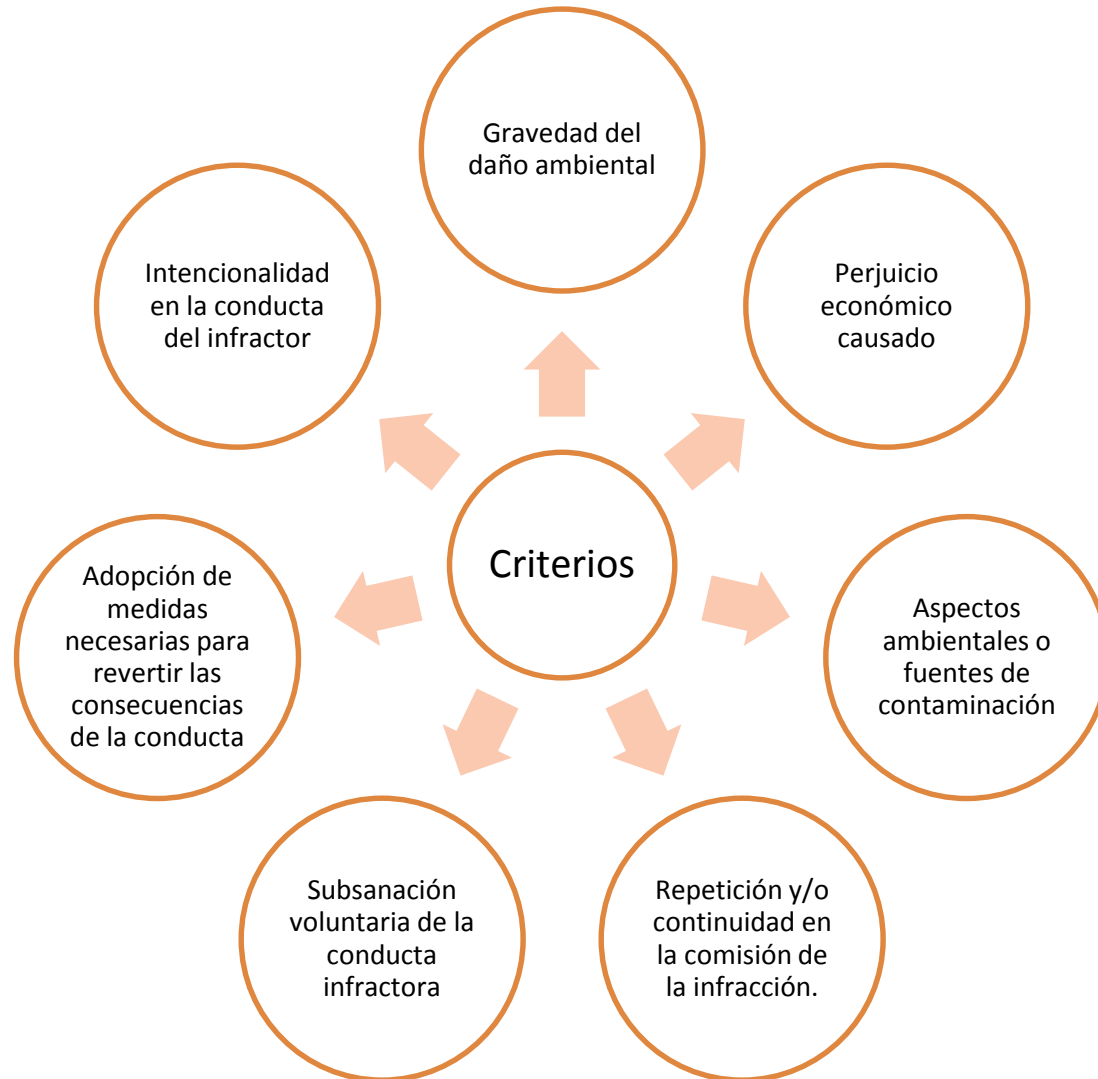 Gravedad del
daño ambiental
Perjuicio
económico
causado
Aspectos
ambientales o
fuentes de
contaminación
Repetición y/o
continuidad en
la comisión de
la infracción.
Subsanación
voluntaria de la
conducta
infractora
Adopción de
medidas
necesarias para
revertir las
consecuencias
de la conducta
Intencionalidad
en la conducta
del infractor
Criterios